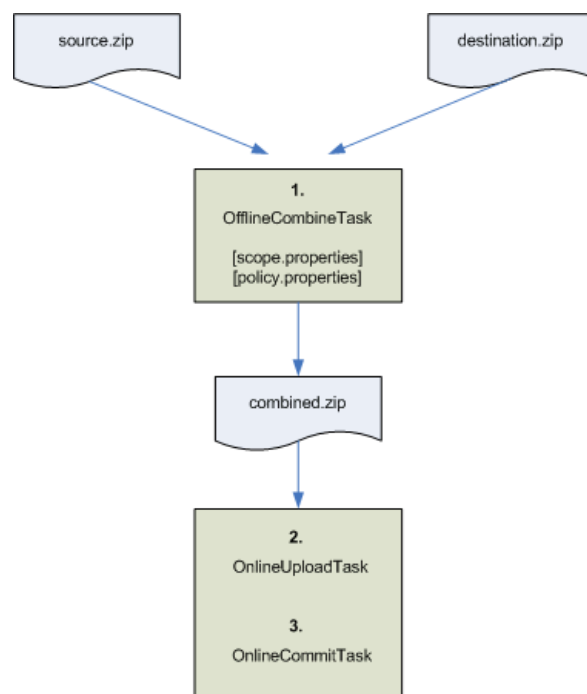 source.zip
destination.zip
1.
OfflineCombineTask
[scope.properties]
[policy.properties]
combined.zip
2.
OnlineUploadTask
3.
OnlineCommitTask